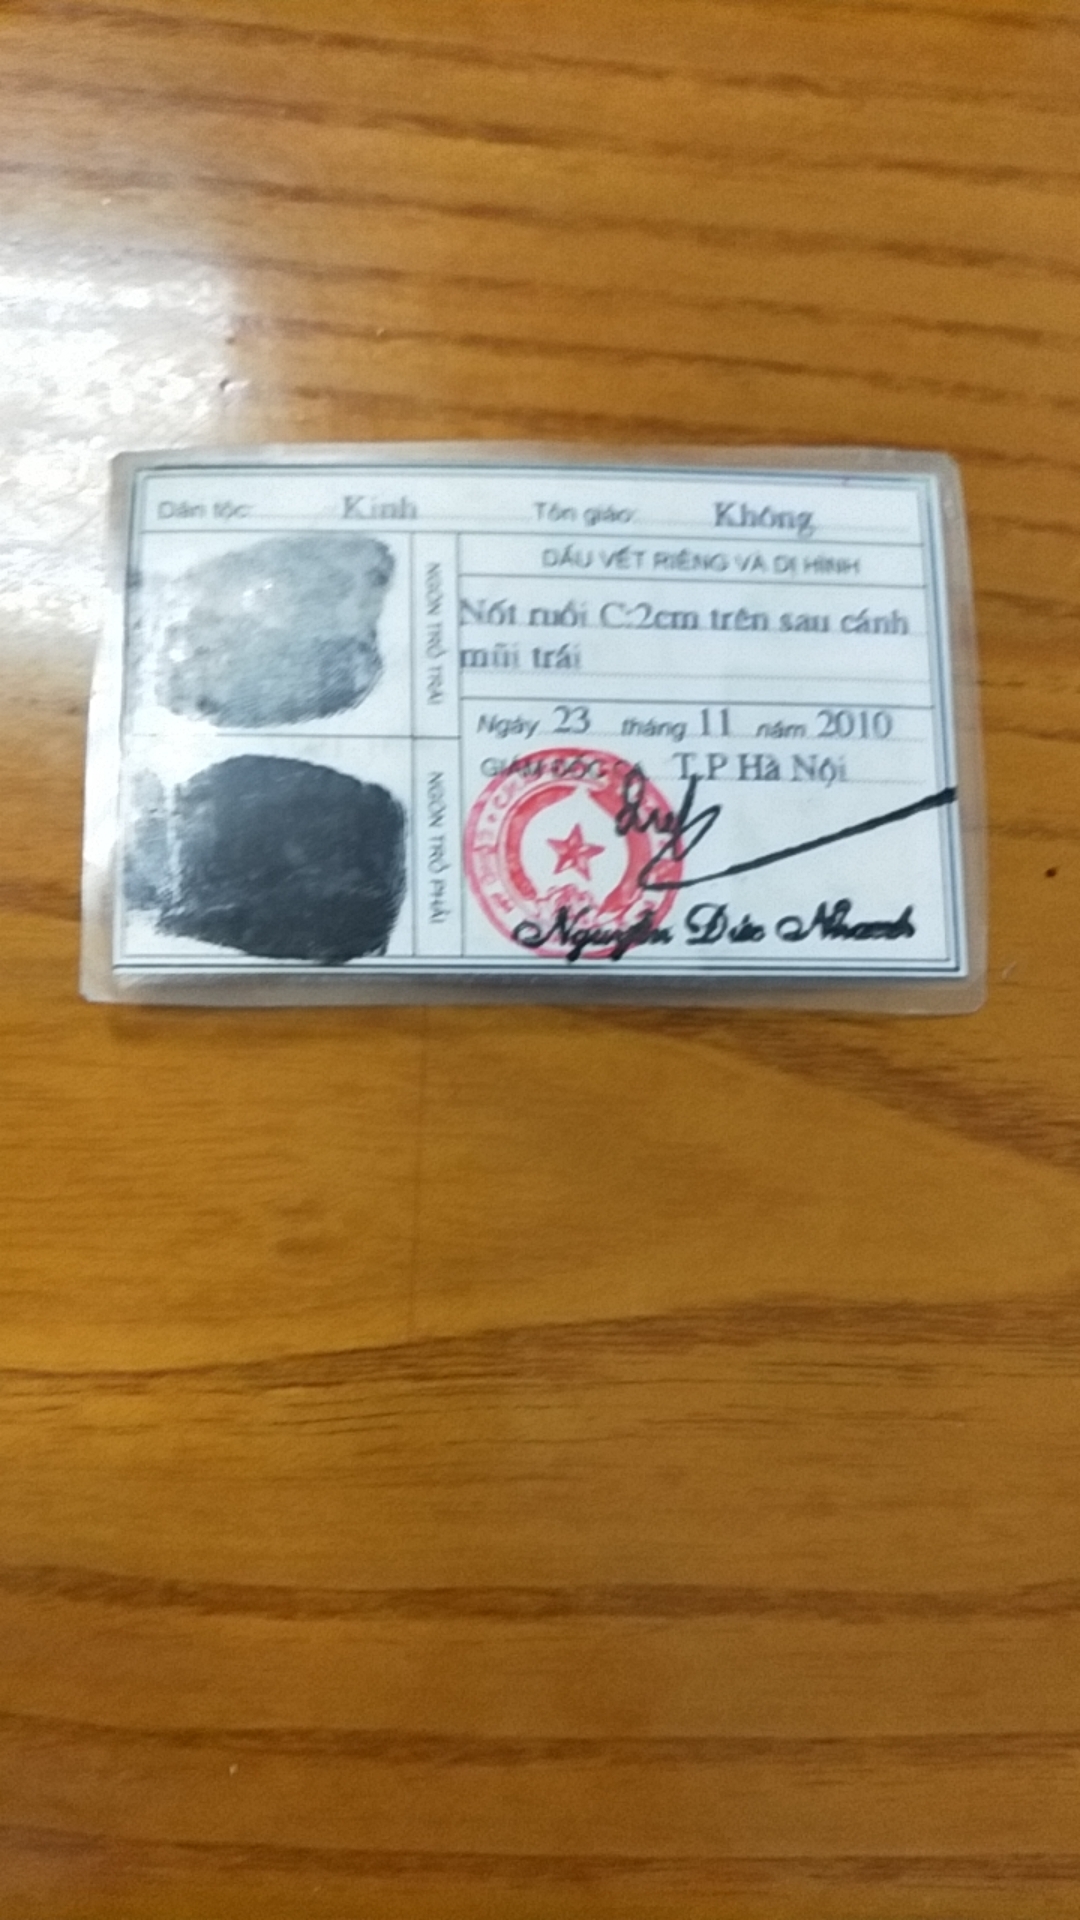 Dân tộc: Kinh Tôn giáo: Không
DẤU VẾT RIÊNG VÀ DỊ HÌNH
Nốt ruồi C:2cm trên sau cánh
mũi trái
NGÓN TRỎ TRÁI
Ngày 23 tháng 11 năm 2010
GIÁM ĐỐC CA T.P Hà Nội
NGÓN TRỎ PHẢI
Nguyễn Đức Nhanh